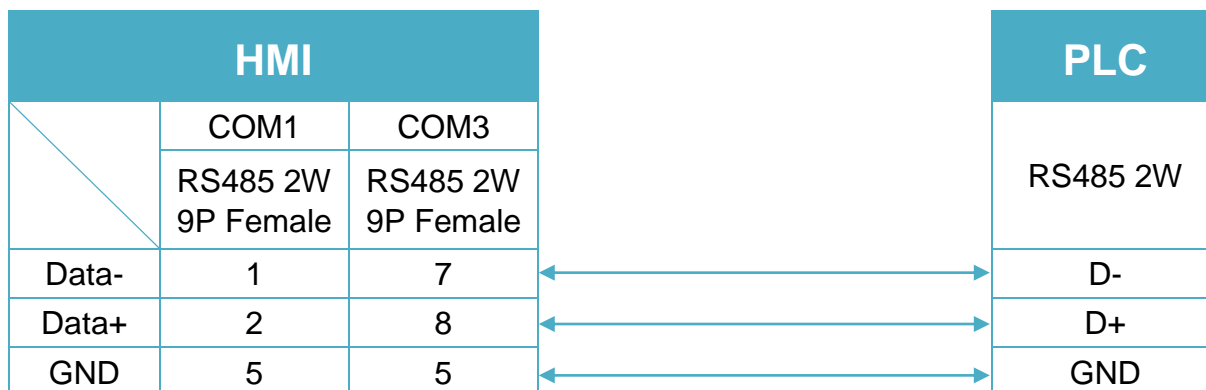 HMI
PLC
COM1 COM3
RS485 2W
9P Female
RS485 2W
9P Female
RS485 2W
Data- 1 7 D-
Data+ 2 8 D+
GND 5 5 GND